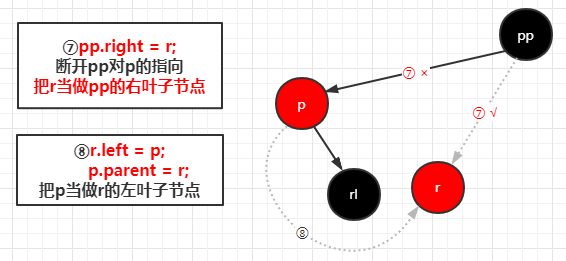 ⑦pp.right = r;
断开pp对p的指向
把r当做pp的右叶子节点
⑧r.left = p;
p.parent = r;
把p当做r的左叶子节点
pp
⑦ ×
p
⑦ √
rl
r
⑧